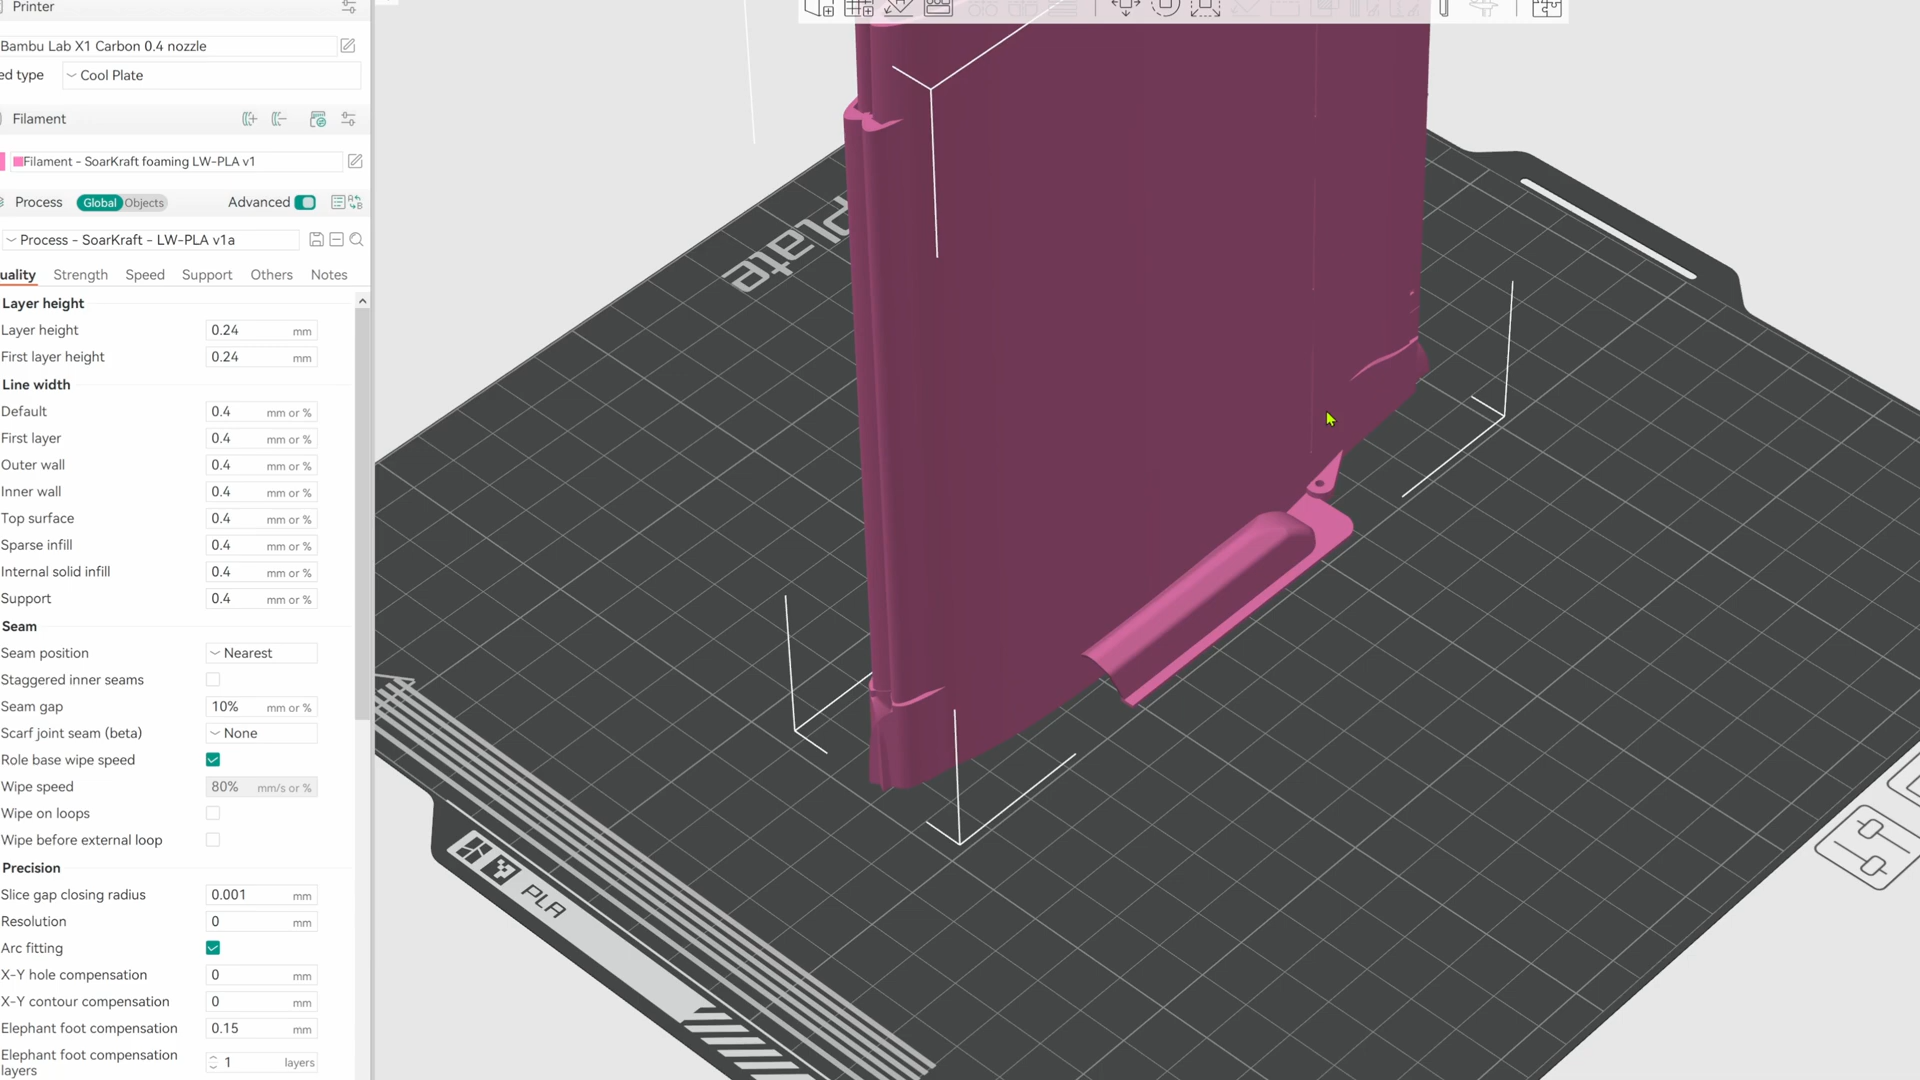 Printer
Bambu Lab X1 Carbon 0.4 nozzle
ed type Cool Plate
Filament
Filament - SoarKraft foaming LW-PLA v1
Process Global Objects Advanced
Process - SoarKraft - LW-PLA v1a
uality Strength Speed Support Others Notes
Layer height
Layer height 0.24 mm
First layer height 0.24 mm
Line width
Default 0.4 mm or %
First layer 0.4 mm or %
Outer wall 0.4 mm or %
Inner wall 0.4 mm or %
Top surface 0.4 mm or %
Sparse infill 0.4 mm or %
Internal solid infill 0.4 mm or %
Support 0.4 mm or %
Seam
Seam position Nearest
Staggered inner seams
Seam gap 10% mm or %
Scarf joint seam (beta) None
Role base wipe speed
Wipe speed 80% mm/s or %
Wipe on loops
Wipe before external loop
Precision
Slice gap closing radius 0.001 mm
Resolution 0 mm
Arc fitting
X-Y hole compensation 0 mm
X-Y contour compensation 0 mm
Elephant foot compensation 0.15 mm
Elephant foot compensation
layers 1 layers
Plate
PLA